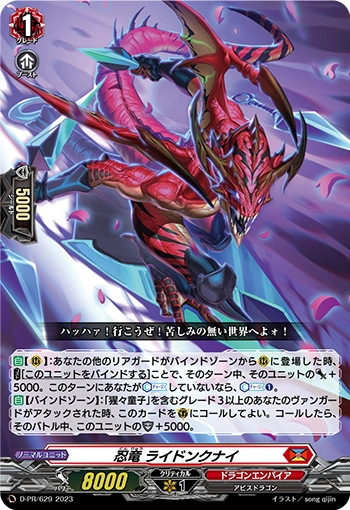 1
グレード
ブースト
5000
シールド
ハッハァ!行こうぜ!苦しみの無い世界へよォ!
自【】:あなたの他のリアガードがバインドゾーンからに登場した時、
【[このユニットをバインドする]ことで、そのターン中、そのユニットの+
5000。このターンにあなたがしていないなら、①。
自【バインドゾーン】:「猩々童子」を含むグレード3以上のあなたのヴァンガー
ドがアタックされた時、このカードをにコールしてよい。コールしたら、
そのバトル中、このユニットの+5000。
ノーマルユニット
忍竜 ライドンクナイ
パワー
8000
クリティカル
1
ドラゴンエンパイア
アビスドラゴン
D-PR/629 2023
イラスト/song qijin